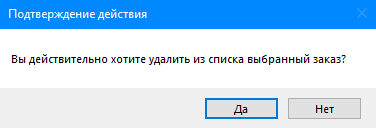 Подтверждение действия
Вы действительно хотите удалить из списка выбранный заказ?
Да
Нет